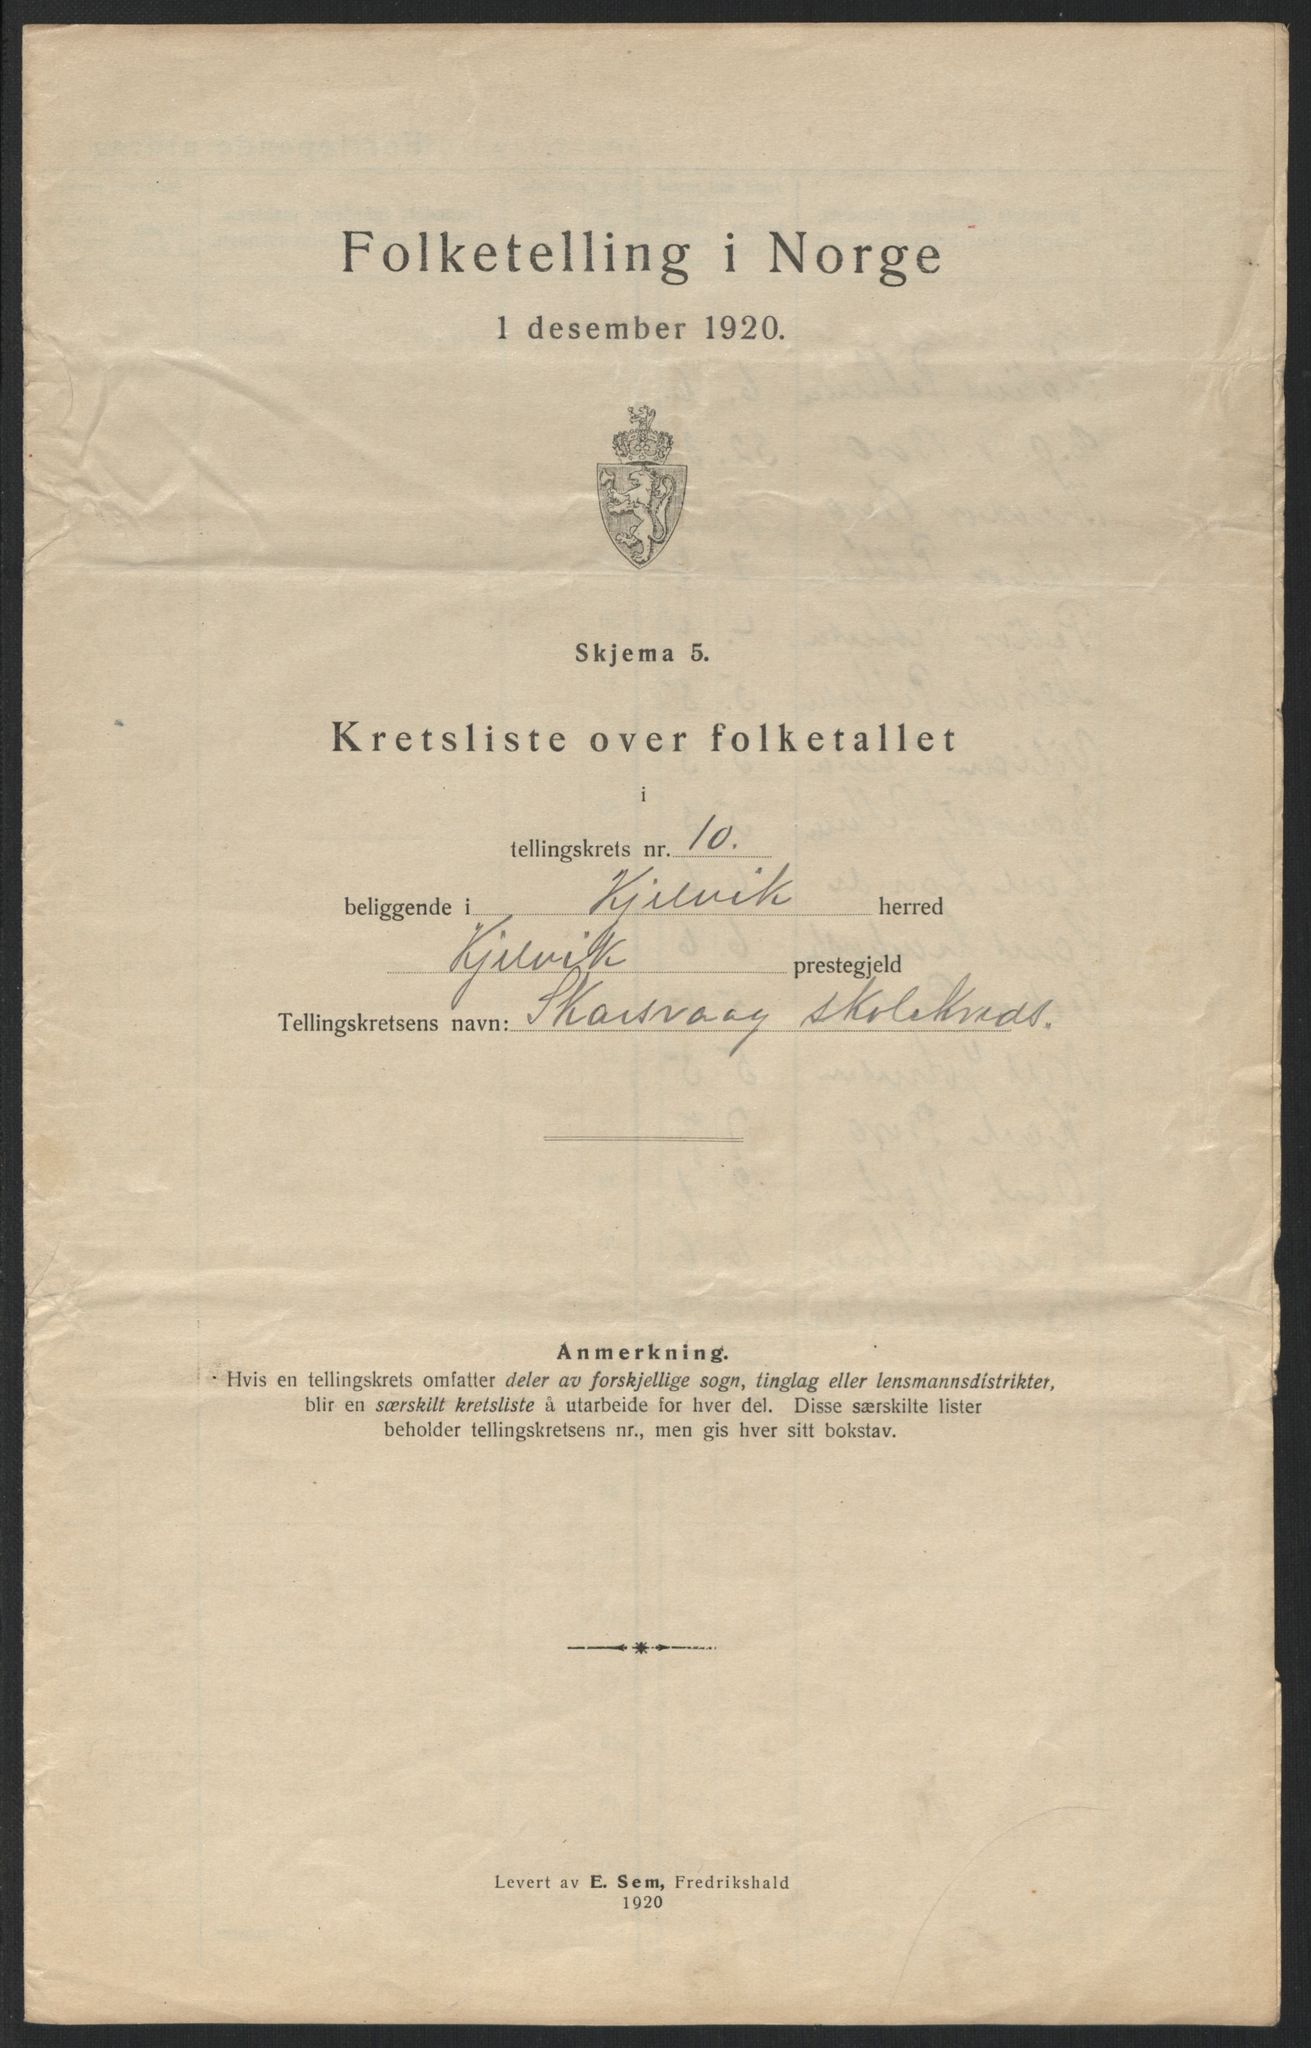 Folketelling i Norge
1 desember 1920.
Skjema 5.
Kretsliste over folketallet
i
tellingskrets nr. 10.
beliggende i Kjelvik herred
Kjelvik prestegjeld
Tellingskretsens navn: Skarsvaag skolekreds.
Anmerkning.
Hvis en tellingskrets omfatter deler av forskjellige sogn, tinglag eller lensmannsdistrikter,
blir en særskilt kretsliste å utarbeide for hver del. Disse særskilte lister
beholder tellingskretsens nr., men gis hver sitt bokstav.
Levert av E. Sem, Fredrikshald
1920